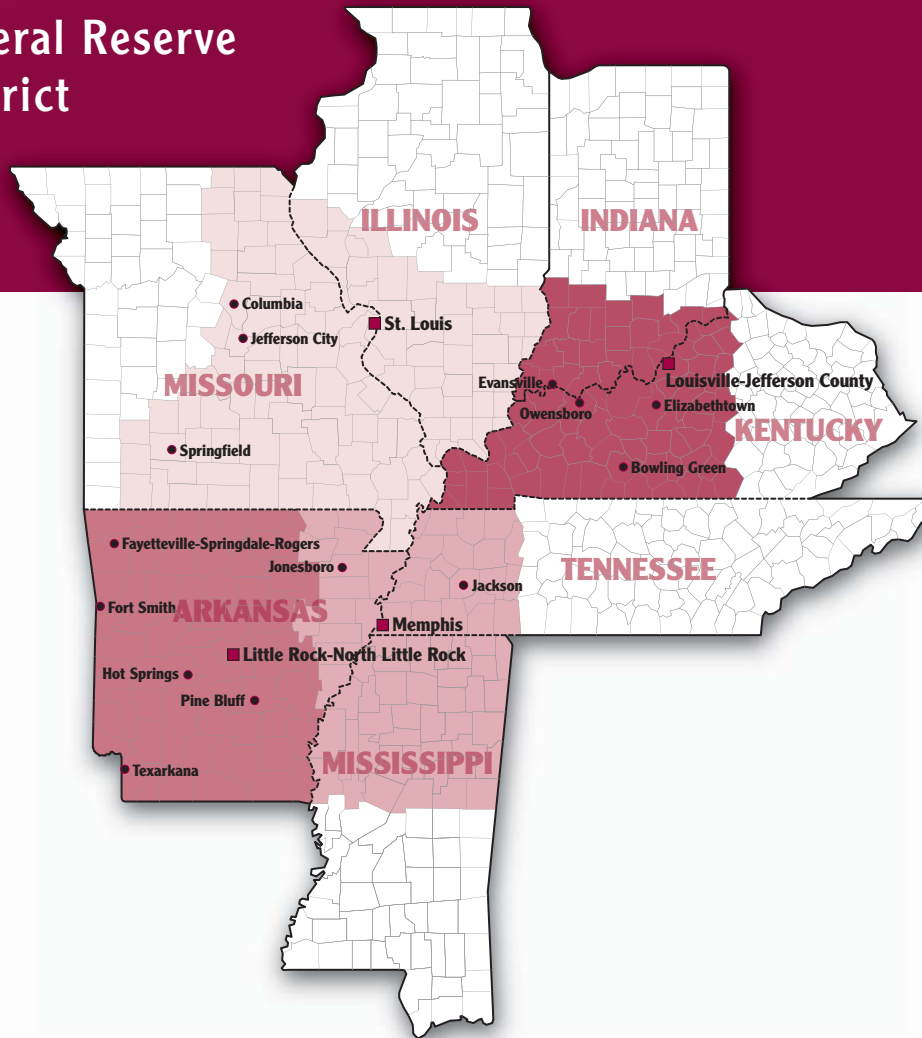 eral Reserve
rict
ILLINOIS
INDIANA
Columbia
St. Louis
Jefferson City
MISSOURI
Evansville
Louisville-Jefferson County
Owensboro
Elizabethtown
KENTUCKY
Springfield
Bowling Green
Fayetteville-Springdale-Rogers
Jonesboro
TENNESSEE
Jackson
Fort Smith
ARKANSAS
Memphis
Little Rock-North Little Rock
Hot Springs
Pine Bluff
MISSISSIPPI
Texarkana